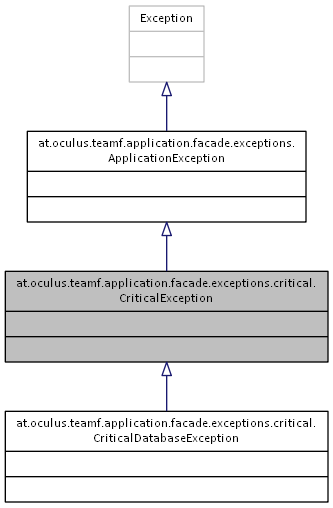 Exception
at.oculus.teamf.application.facade.exceptions.
ApplicationException
at.oculus.teamf.application.facade.exceptions.critical.
CriticalException
at.oculus.teamf.application.facade.exceptions.critical.
CriticalDatabaseException